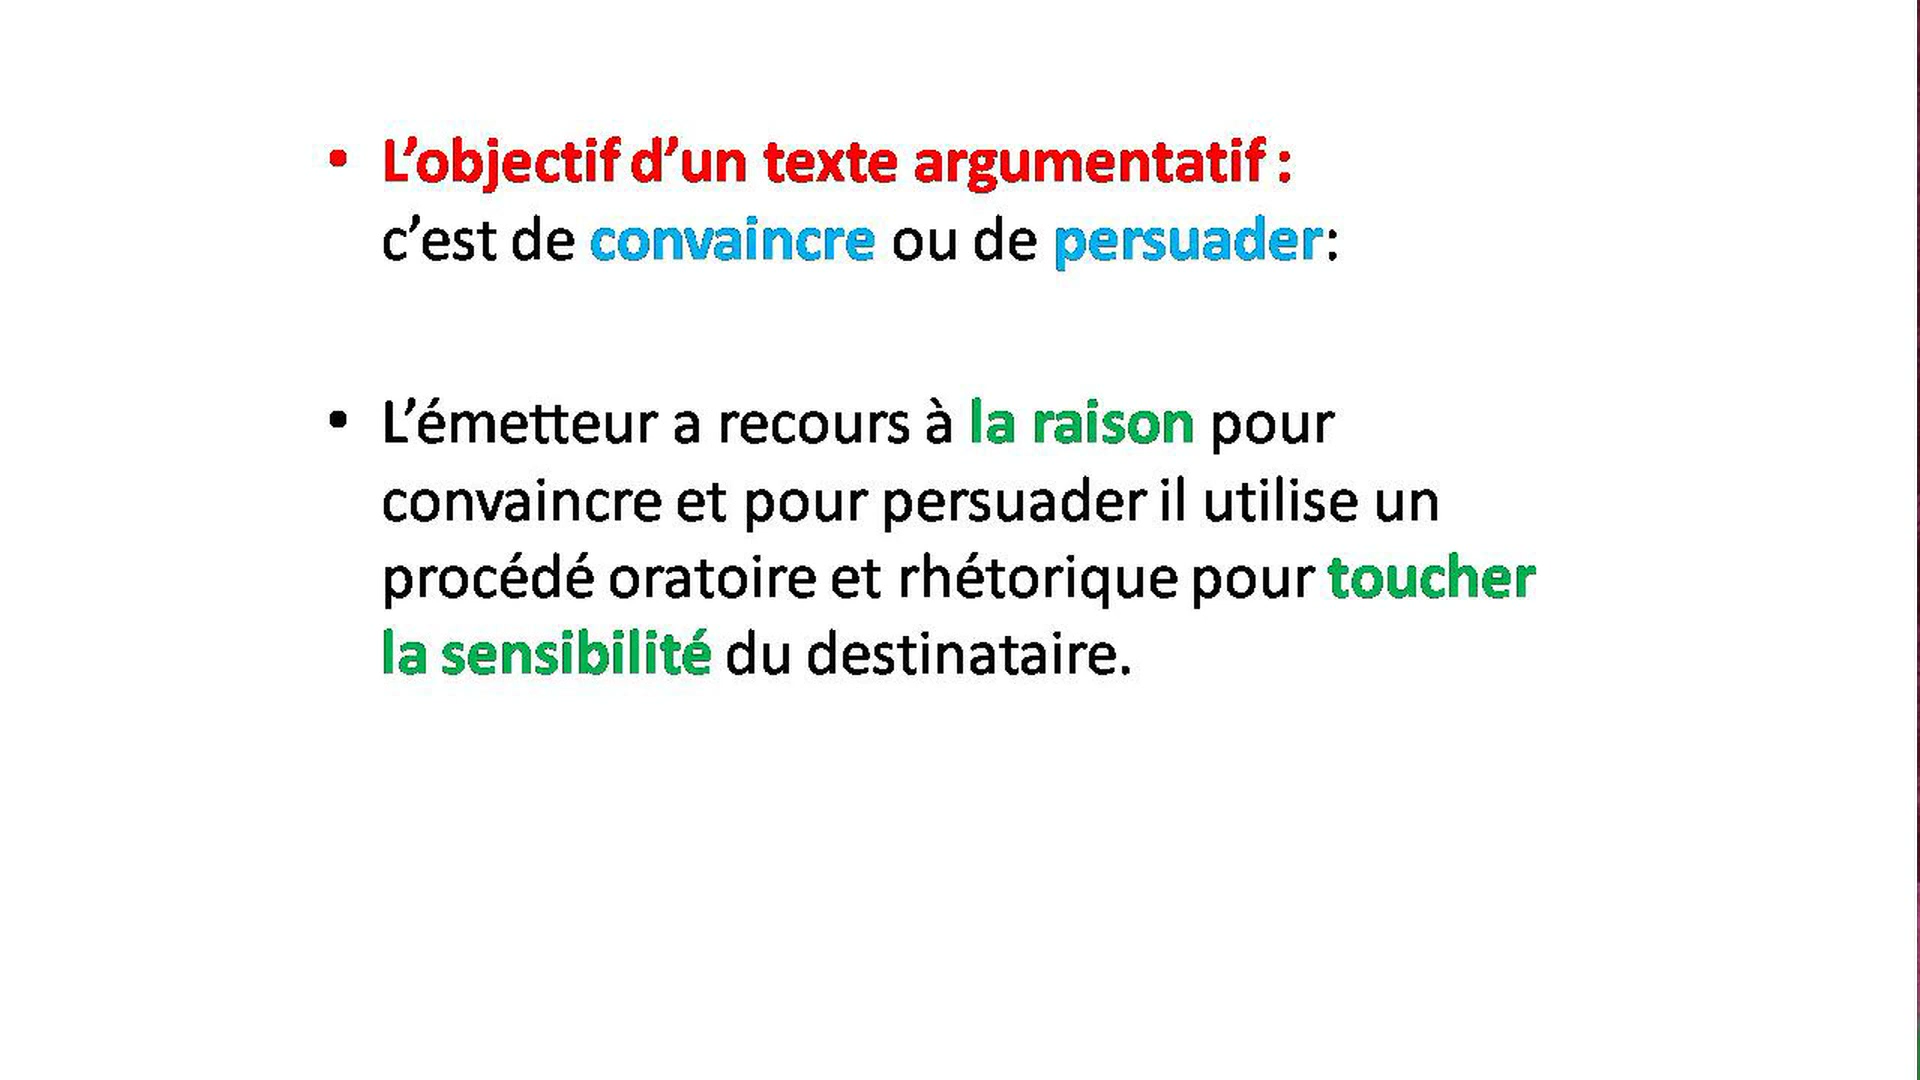 • L’objectif d’un texte argumentatif :
c’est de convaincre ou de persuader:
• L’émetteur a recours à la raison pour
convaincre et pour persuader il utilise un
procédé oratoire et rhétorique pour toucher
la sensibilité du destinataire.